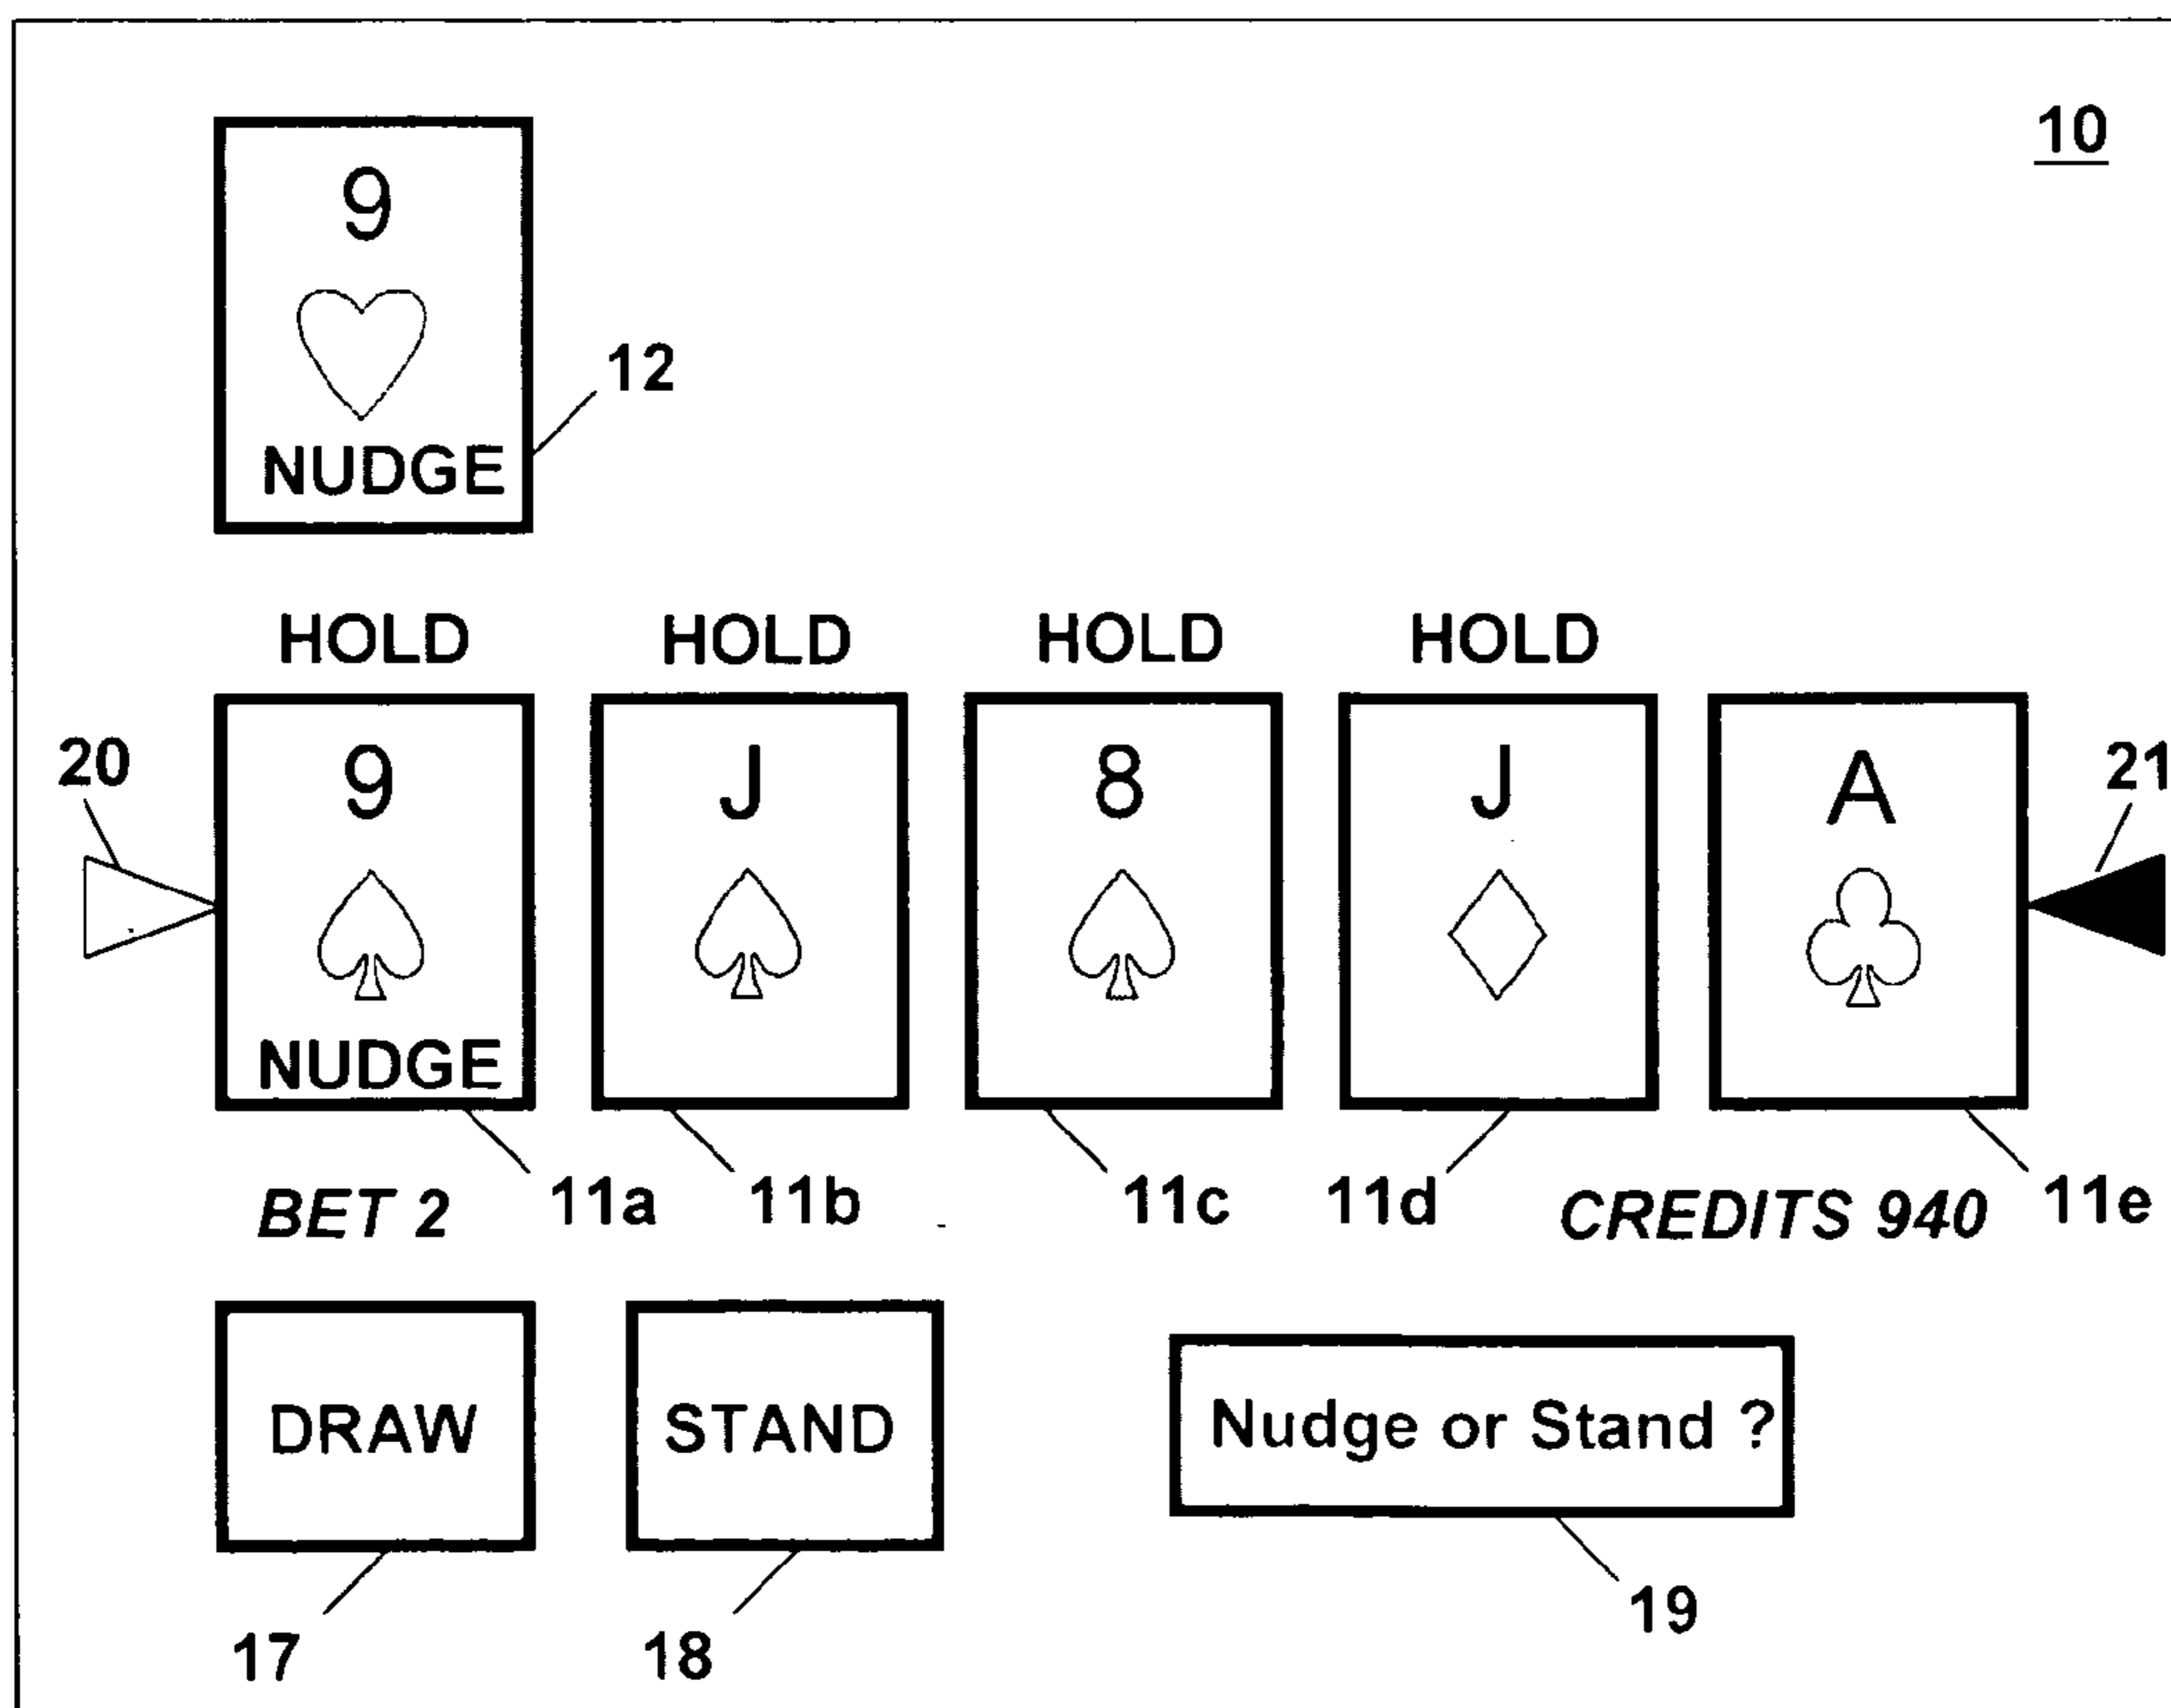 10
9
12
NUDGE
HOLD HOLD HOLD HOLD
20 9 J 8 J A 21
NUDGE
11a 11b 11c 11d 11e
BET 2 CREDITS 940
DRAW STAND Nudge or Stand ?
17 18 19